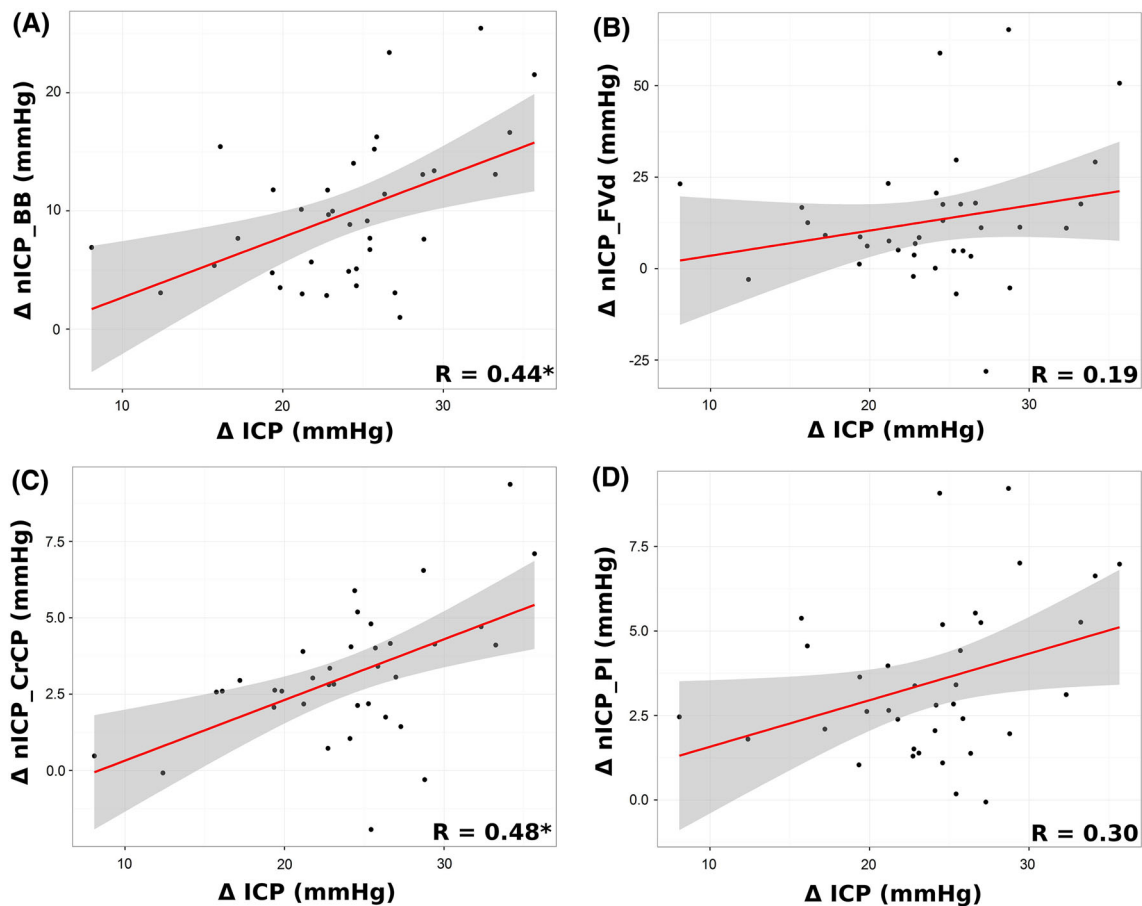 (A)
Δ nICP_BB (mmHg)
20
10
0
10
20
30
R = 0.44*
Δ ICP (mmHg)
(B)
Δ nICP_FVd (mmHg)
50
25
0
-25
10
20
30
R = 0.19
Δ ICP (mmHg)
(C)
Δ nICP_CrCP (mmHg)
7.5
5.0
2.5
0.0
10
20
30
R = 0.48*
Δ ICP (mmHg)
(D)
Δ nICP_PI (mmHg)
7.5
5.0
2.5
0.0
10
20
30
R = 0.30
Δ ICP (mmHg)